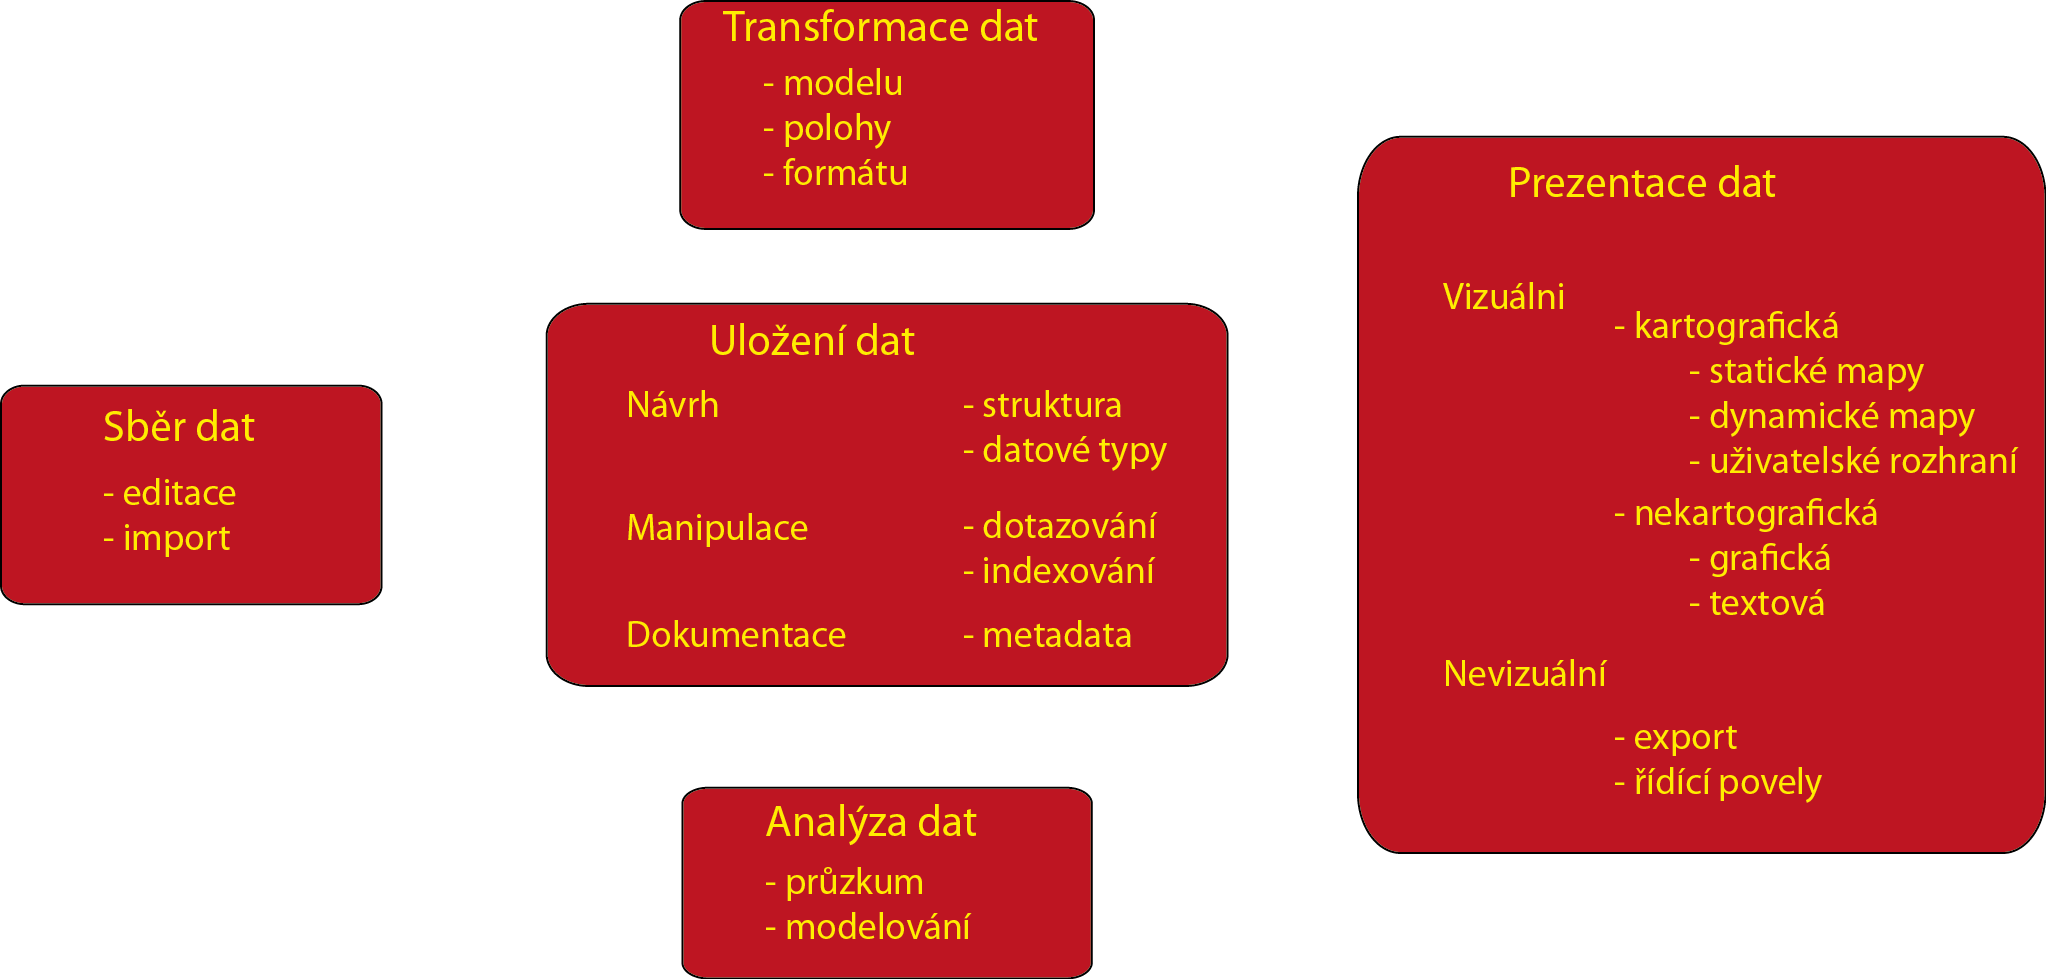 Transformace dat
- modelu
- polohy
- formátu
Sběr dat
- editace
- import
Uložení dat
Návrh - struktura
- datové typy
Manipulace - dotazování
- indexování
Dokumentace - metadata
Analýza dat
- průzkum
- modelování
Prezentace dat
Vizuálni
- kartografická
- statické mapy
- dynamické mapy
- uživatelské rozhraní
- nekartografická
- grafická
- textová
Nevizuální
- export
- řídící povely